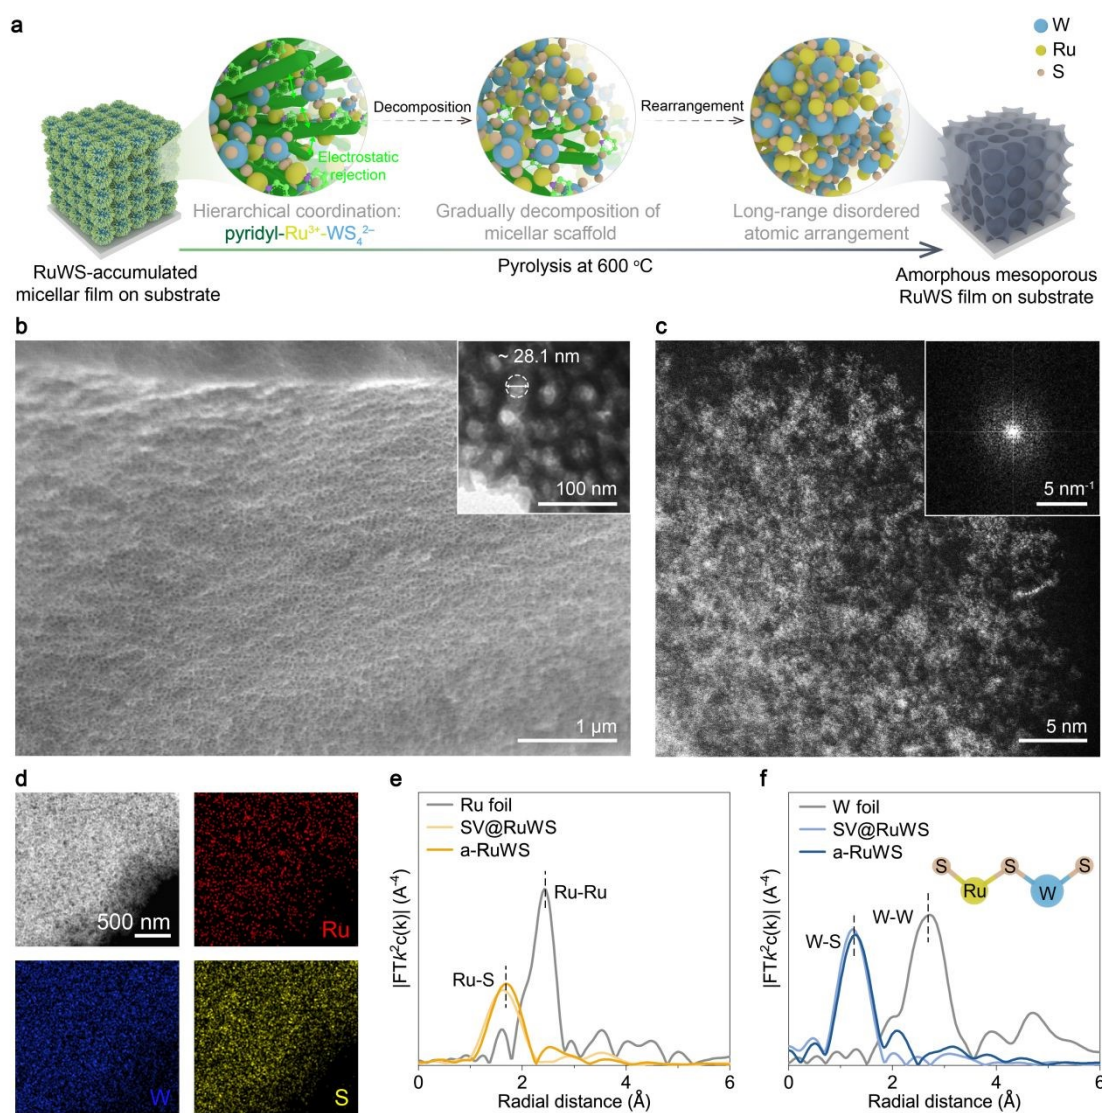 a
W
Ru
S
Decomposition
Rearrangement
Electrostatic
rejection
Hierarchical coordination:
pyridyl-Ru³⁺-WS₄²⁻
Gradually decomposition of
micellar scaffold
Long-range disordered
atomic arrangement
Pyrolysis at 600 °C
RuWS-accumulated
micellar film on substrate
Amorphous mesoporous
RuWS film on substrate
b
~ 28.1 nm
100 nm
1 μm
c
5 nm⁻¹
5 nm
d
500 nm
Ru
W
S
e
Ru foil
SV@RuWS
a-RuWS
Ru-Ru
Ru-S
|FTk²c(k)| (A⁻⁴)
0 2 4 6
Radial distance (Å)
f
W foil
SV@RuWS
a-RuWS
S S S
Ru W
W-W
W-S
|FTk²c(k)| (A⁻⁴)
0 1 2 3 4 5 6
Radial distance (Å)